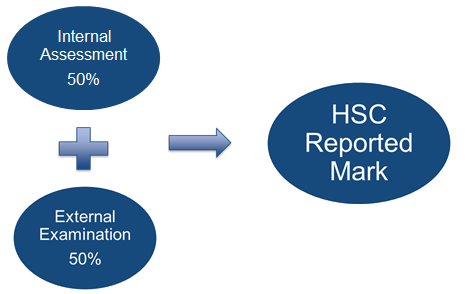 Internal
Assessment
50%
External
Examination
50%
HSC
Reported
Mark